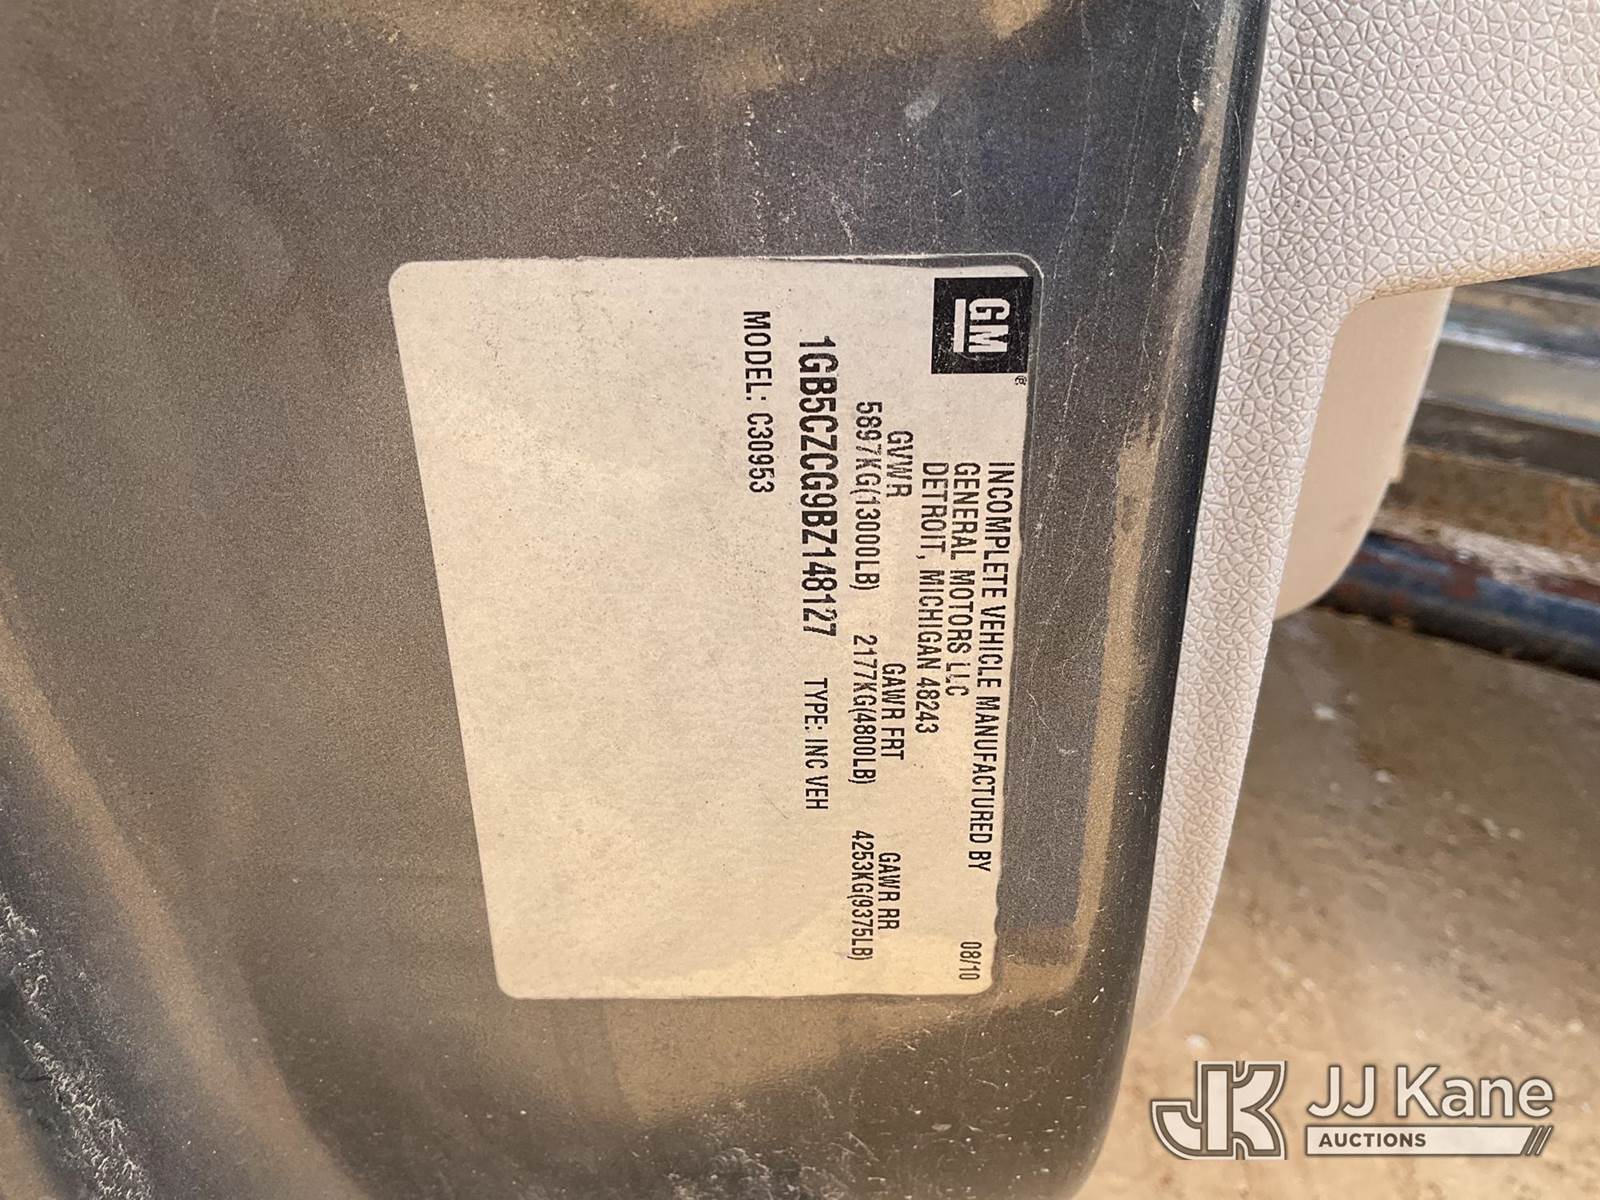 GM
INCOMPLETE VEHICLE MANUFACTURED BY 08/10
GENERAL MOTORS LLC
DETROIT, MICHIGAN 48243
GVWR GAWR FRT GAWR RR
5897KG(13000LB) 2177KG(4800LB) 4253KG(9375LB)
1GB5CZCG9BZ148127 TYPE: INC VEH
MODEL: C30953
JK JJ Kane
AUCTIONS